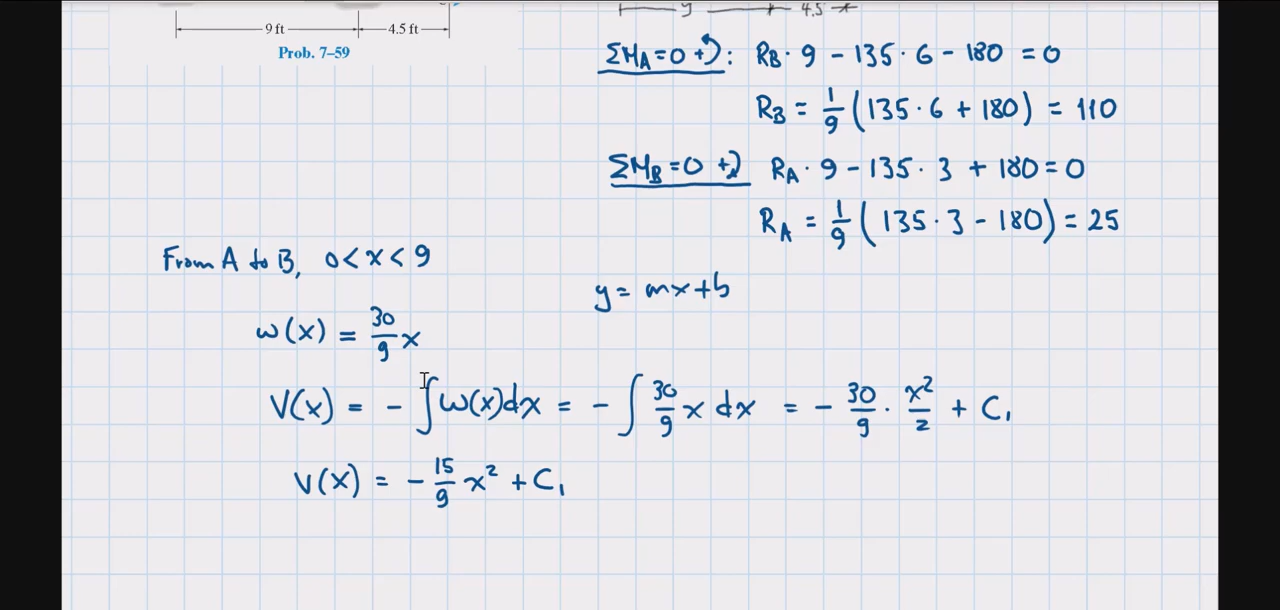 9 ft 4.5 ft
Prob. 7–59
9 4.5
ΣM_A = 0 +↺: R_B · 9 − 135 · 6 − 180 = 0
R_B = 1/9 (135 · 6 + 180) = 110
ΣM_B = 0 +↻ R_A · 9 − 135 · 3 + 180 = 0
R_A = 1/9 (135 · 3 − 180) = 25
From A to B, 0 < x < 9
y = mx + b
w(x) = 30/9 x
V(x) = − ∫ w(x) dx = − ∫ 30/9 x dx = − 30/9 · x²/2 + C₁
V(x) = − 15/9 x² + C₁